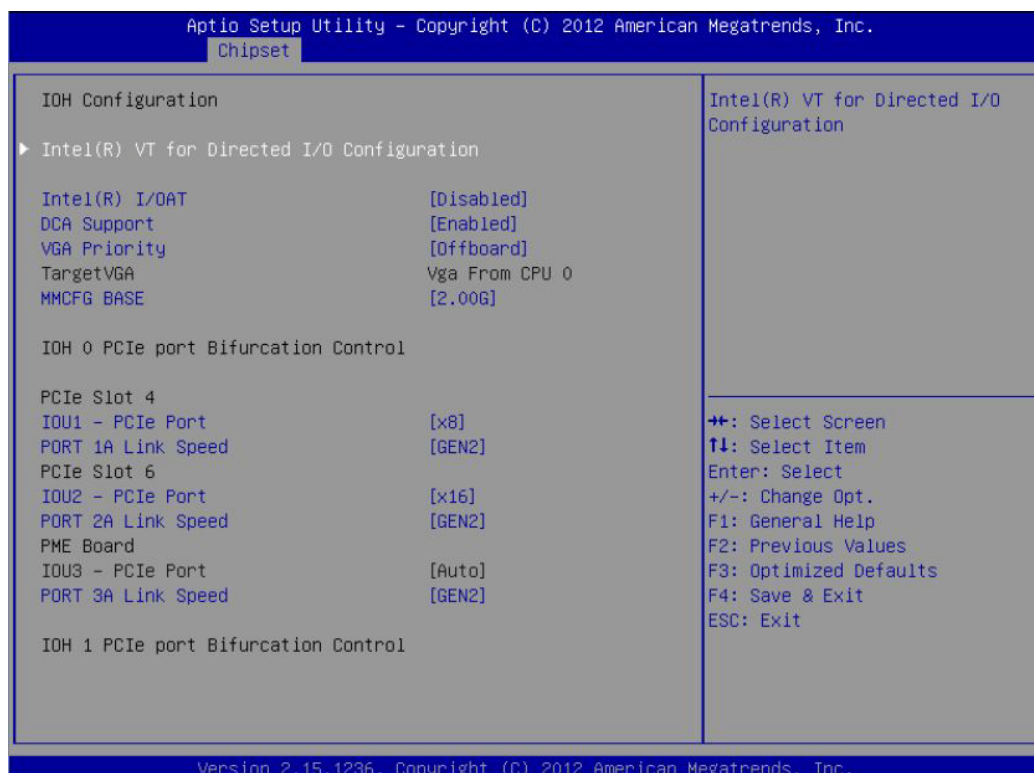 Aptio Setup Utility – Copyright (C) 2012 American Megatrends, Inc.
Chipset
IOH Configuration
Intel(R) VT for Directed I/O Configuration
Intel(R) I/OAT [Disabled]
DCA Support [Enabled]
VGA Priority [Offboard]
TargetVGA Vga From CPU 0
MMCFG BASE [2.00G]
IOH 0 PCIe port Bifurcation Control
PCIe Slot 4
IOU1 – PCIe Port [x8]
PORT 1A Link Speed [GEN2]
PCIe Slot 6
IOU2 – PCIe Port [x16]
PORT 2A Link Speed [GEN2]
PME Board
IOU3 – PCIe Port [Auto]
PORT 3A Link Speed [GEN2]
IOH 1 PCIe port Bifurcation Control
Intel(R) VT for Directed I/O
Configuration
→←: Select Screen
↑↓: Select Item
Enter: Select
+/-: Change Opt.
F1: General Help
F2: Previous Values
F3: Optimized Defaults
F4: Save & Exit
ESC: Exit
Version 2.15.1236. Copyright (C) 2012 American Megatrends, Inc.